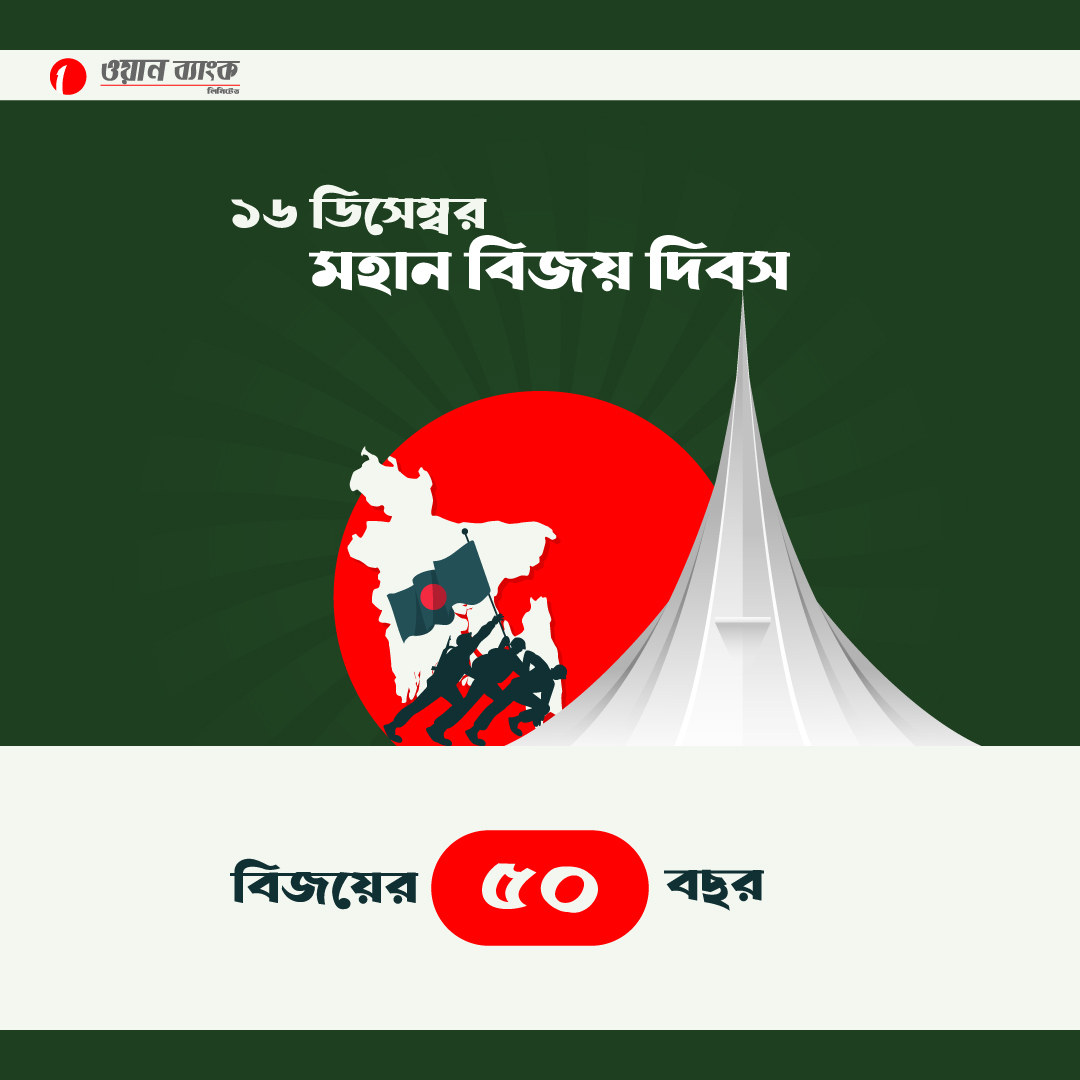 ওয়ান ব্যাংক
লিমিটেড
১৬ ডিসেম্বর
মহান বিজয় দিবস
বিজয়ের ৫০ বছর